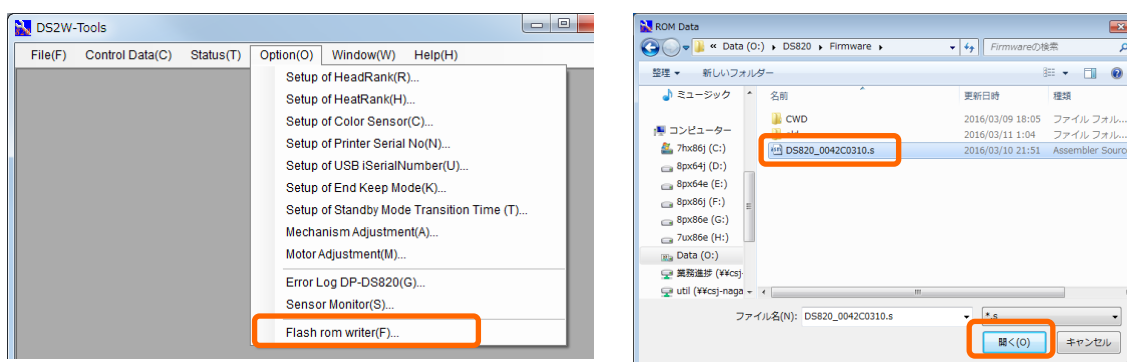 DS2W-Tools
File(F) Control Data(C) Status(T) Option(O) Window(W) Help(H)
Setup of HeadRank(R)...
Setup of HeatRank(H)...
Setup of Color Sensor(C)...
Setup of Printer Serial No(N)...
Setup of USB iSerialNumber(U)...
Setup of End Keep Mode(K)...
Setup of Standby Mode Transition Time (T)...
Mechanism Adjustment(A)...
Motor Adjustment(M)...
Error Log DP-DS820(G)...
Sensor Monitor(S)...
Flash rom writer(F)...
ROM Data
« Data (O:) DS820 Firmware Firmwareの検索
整理 新しいフォルダー
ミュージック
コンピューター
7hx86j (C:)
8px64j (D:)
8px64e (E:)
8px86j (F:)
8px86e (G:)
7ux86e (H:)
Data (O:)
業務進捗 (¥¥csj-
util (¥¥csj-naga
名前 更新日時 種類
CWD 2016/03/09 18:05 ファイル フォル...
2016/03/11 1:04 ファイル フォル...
DS820_0042C0310.s 2016/03/10 21:51 Assembler Sourc
ファイル名(N): DS820_0042C0310.s *.s
開く(O) キャンセル